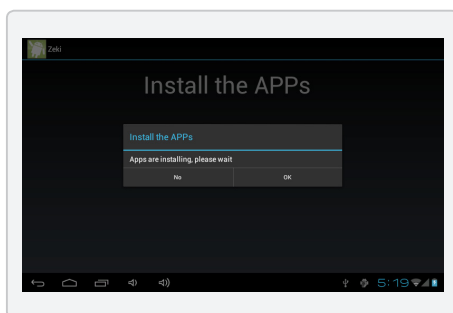 Zeki
Install the APPs
Install the APPs
Apps are installing, please wait
No OK
5:19